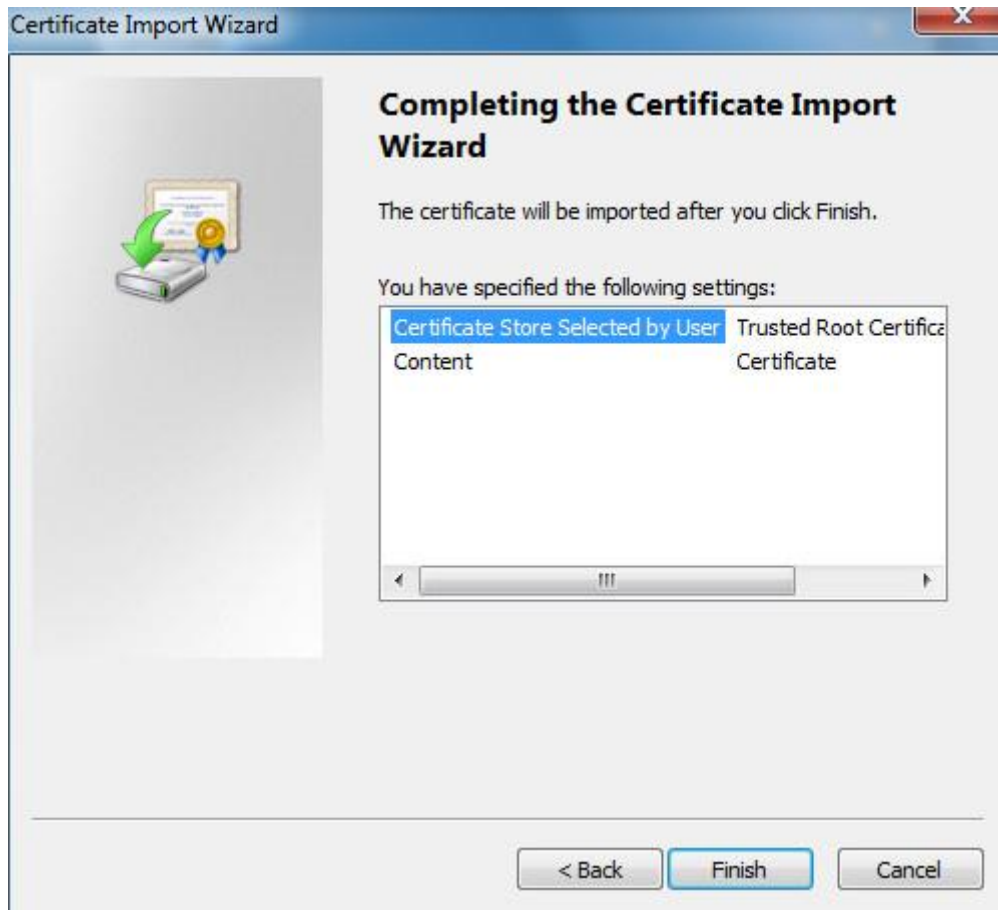 Certificate Import Wizard
X
Completing the Certificate Import
Wizard
The certificate will be imported after you click Finish.
You have specified the following settings:
Certificate Store Selected by User Trusted Root Certifica
Content Certificate
< Back Finish Cancel